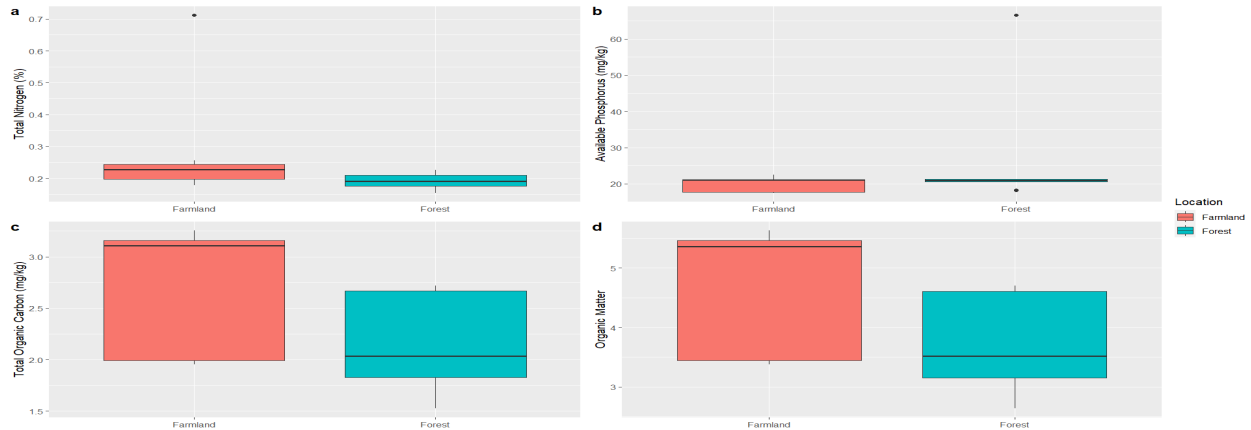 a
Total Nitrogen (%)
0.7
0.6
0.5
0.4
0.3
0.2
Farmland
Forest
b
Available Phosphorus (mg/kg)
60
50
40
30
20
Farmland
Forest
c
Total Organic Carbon (mg/kg)
3.0
2.5
2.0
1.5
Farmland
Forest
d
Organic Matter
5
4
3
Farmland
Forest
Location
Farmland
Forest